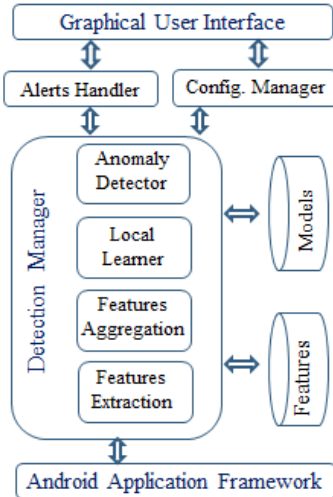 Graphical User Interface
Alerts Handler
Config. Manager
Detection Manager
Anomaly
Detector
Local
Learner
Features
Aggregation
Features
Extraction
Models
Features
Android Application Framework